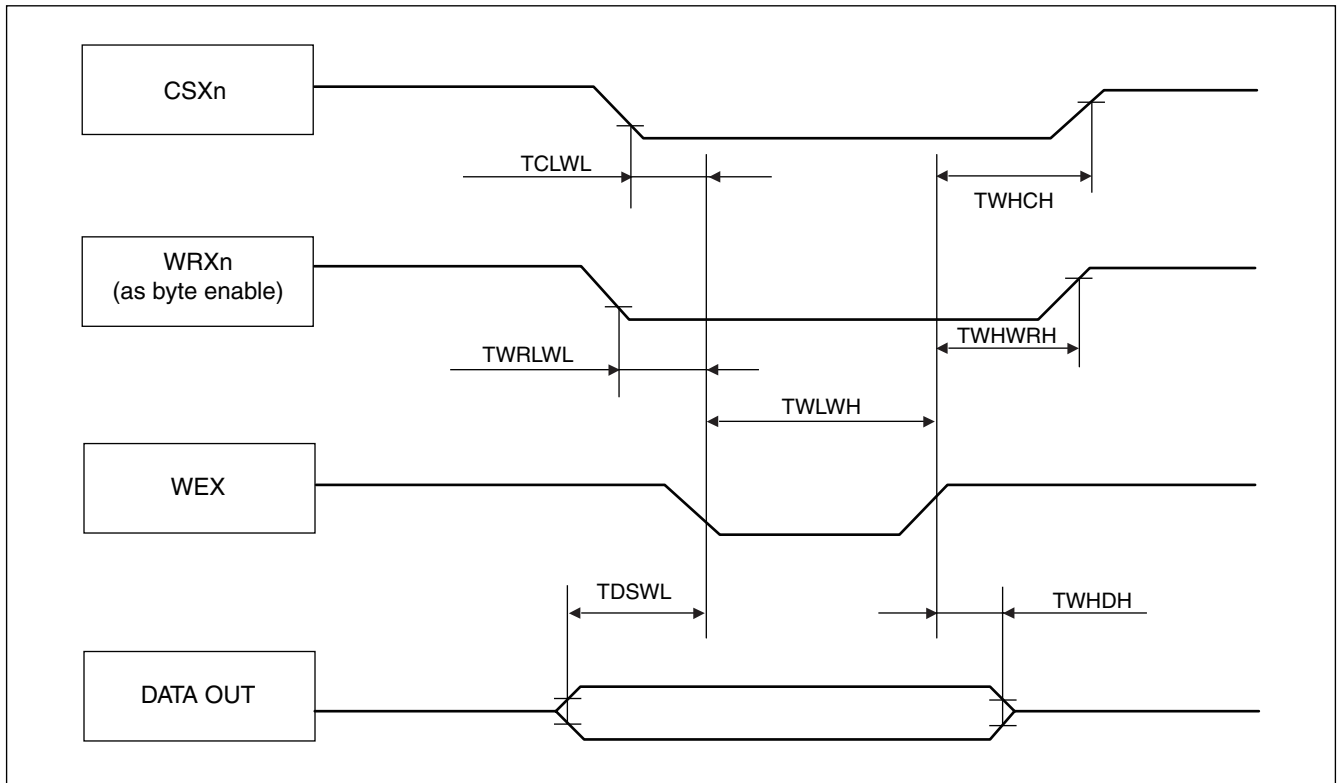 CSXn
TCLWL
TWHCH
WRXn
(as byte enable)
TWRLWL
TWHWRH
TWLWH
WEX
TDSWL
TWHDH
DATA OUT